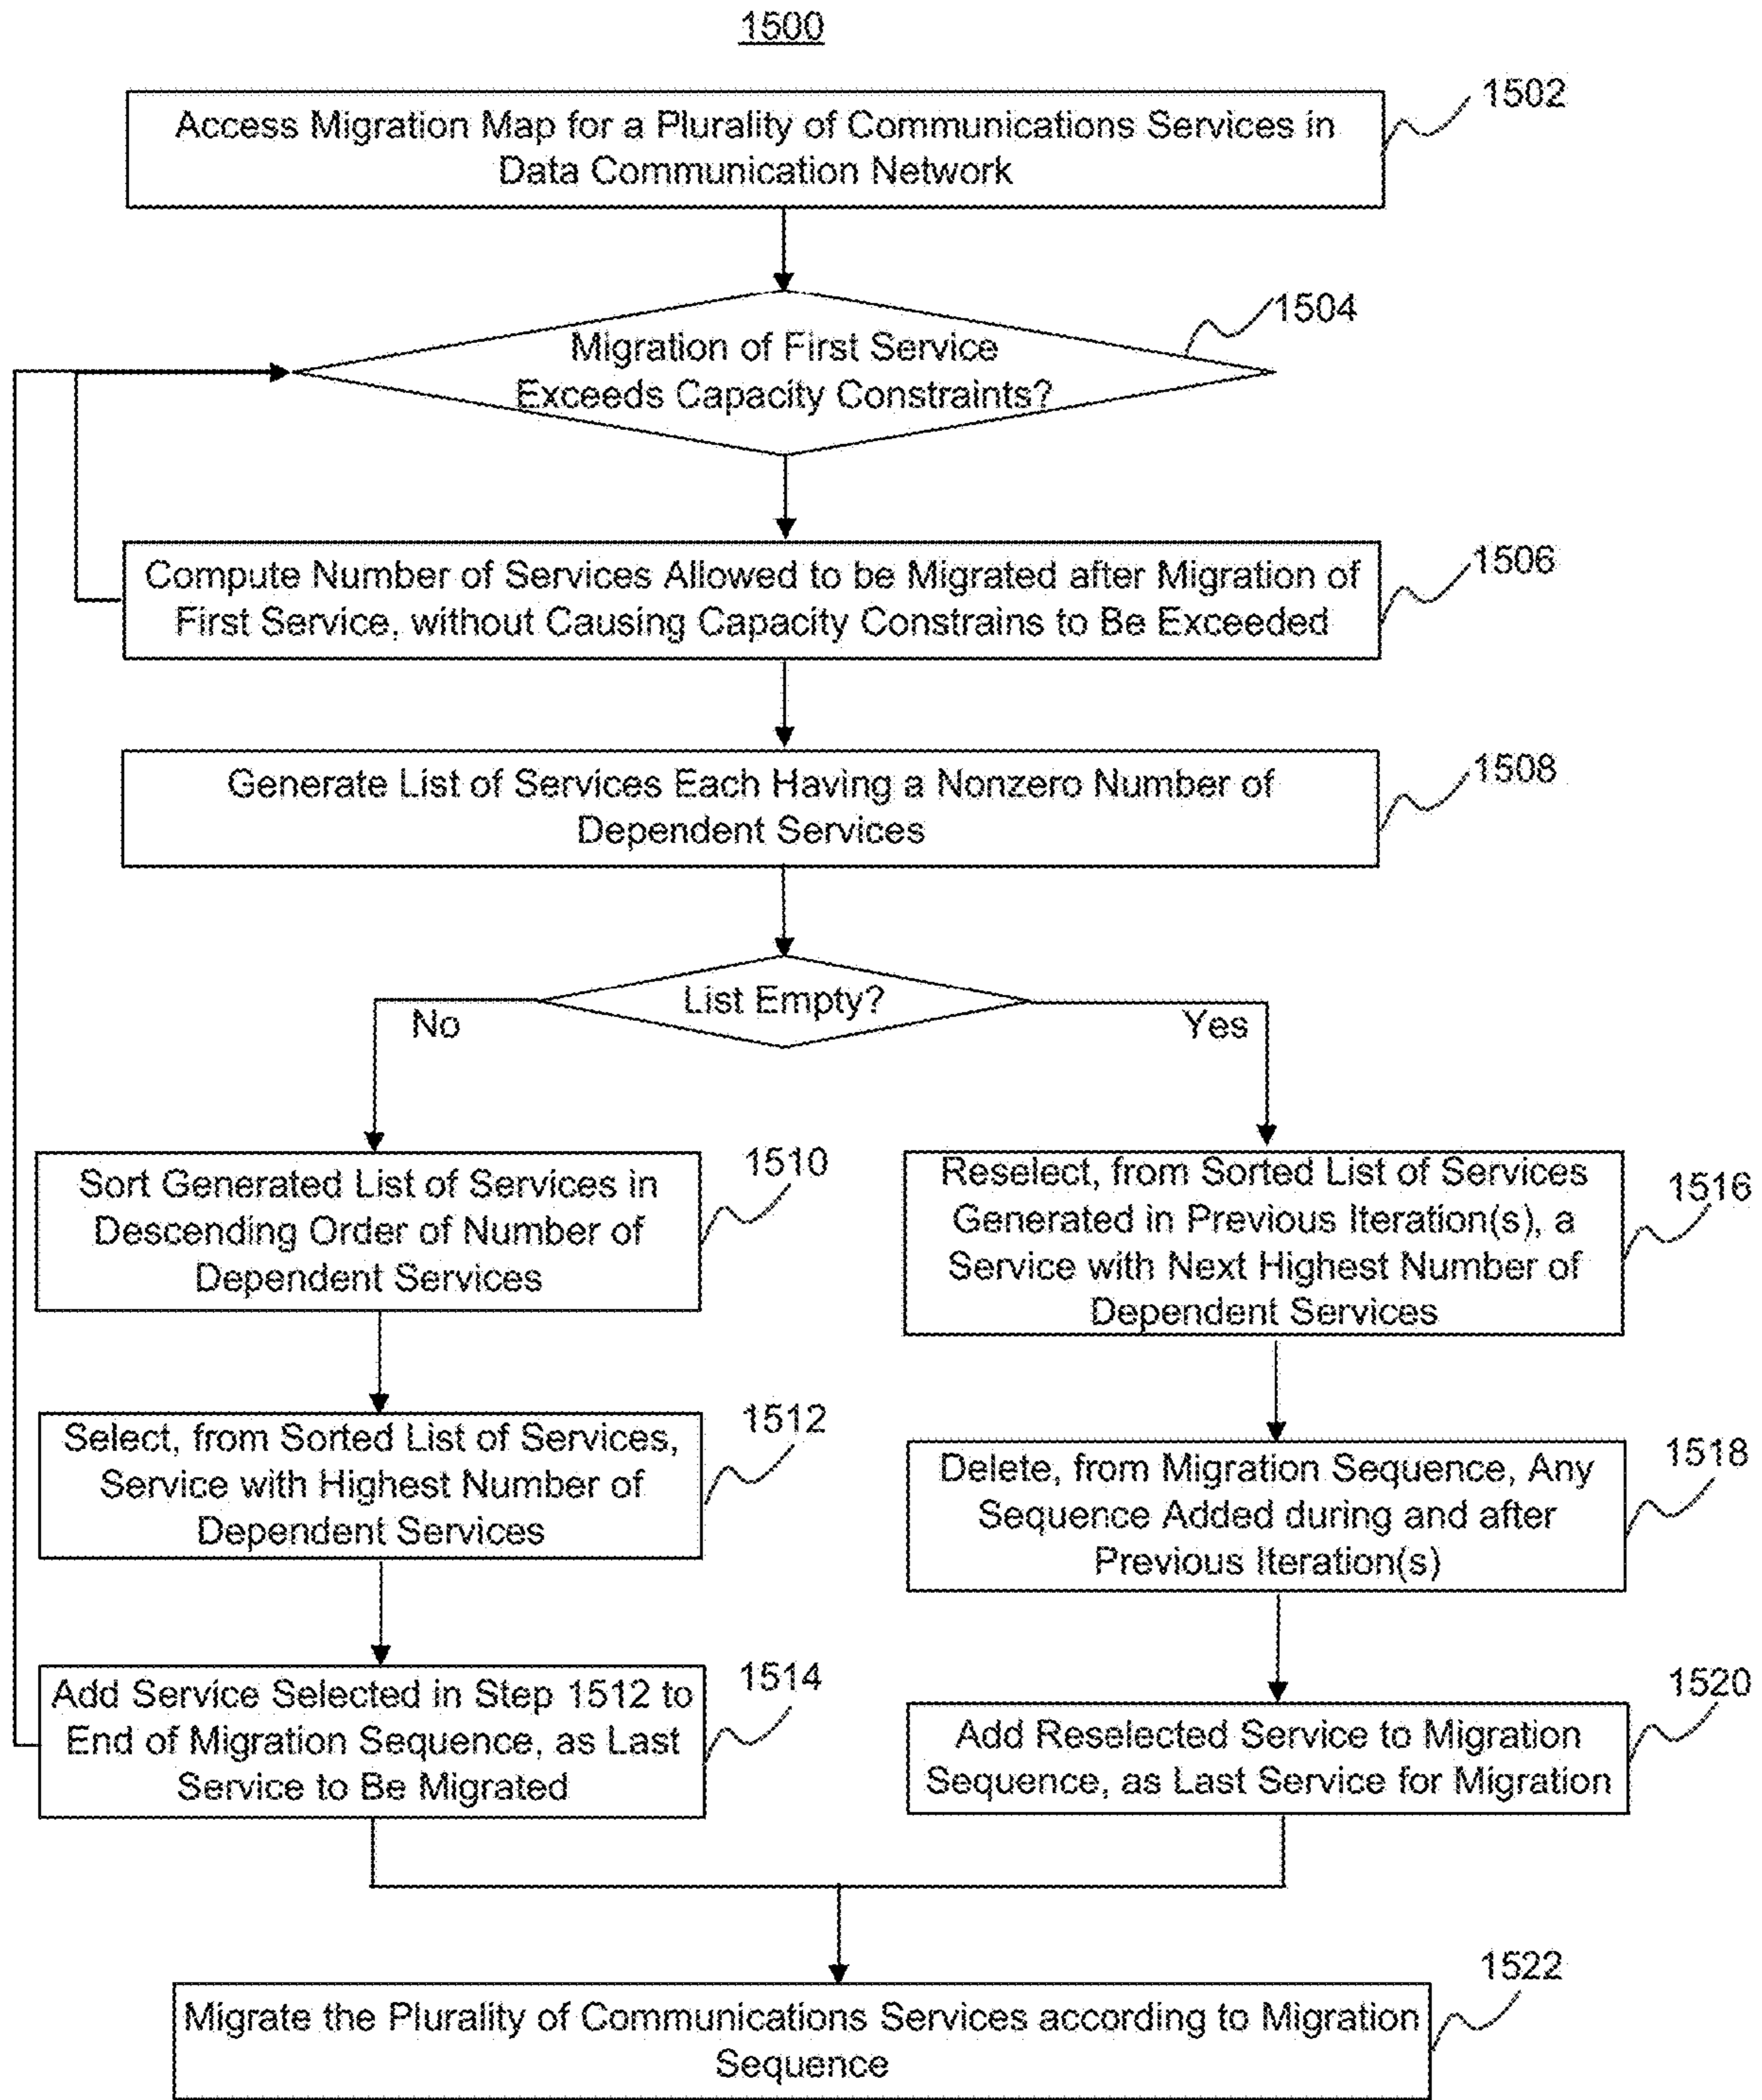 1500
1502
Access Migration Map for a Plurality of Communications Services in
Data Communication Network
1504
Migration of First Service
Exceeds Capacity Constraints?
1506
Compute Number of Services Allowed to be Migrated after Migration of
First Service, without Causing Capacity Constrains to Be Exceeded
1508
Generate List of Services Each Having a Nonzero Number of
Dependent Services
List Empty?
No
Yes
1510
Sort Generated List of Services in
Descending Order of Number of
Dependent Services
1516
Reselect, from Sorted List of Services
Generated in Previous Iteration(s), a
Service with Next Highest Number of
Dependent Services
1512
Select, from Sorted List of Services,
Service with Highest Number of
Dependent Services
1518
Delete, from Migration Sequence, Any
Sequence Added during and after
Previous Iteration(s)
1514
Add Service Selected in Step 1512 to
End of Migration Sequence, as Last
Service to Be Migrated
1520
Add Reselected Service to Migration
Sequence, as Last Service for Migration
1522
Migrate the Plurality of Communications Services according to Migration
Sequence